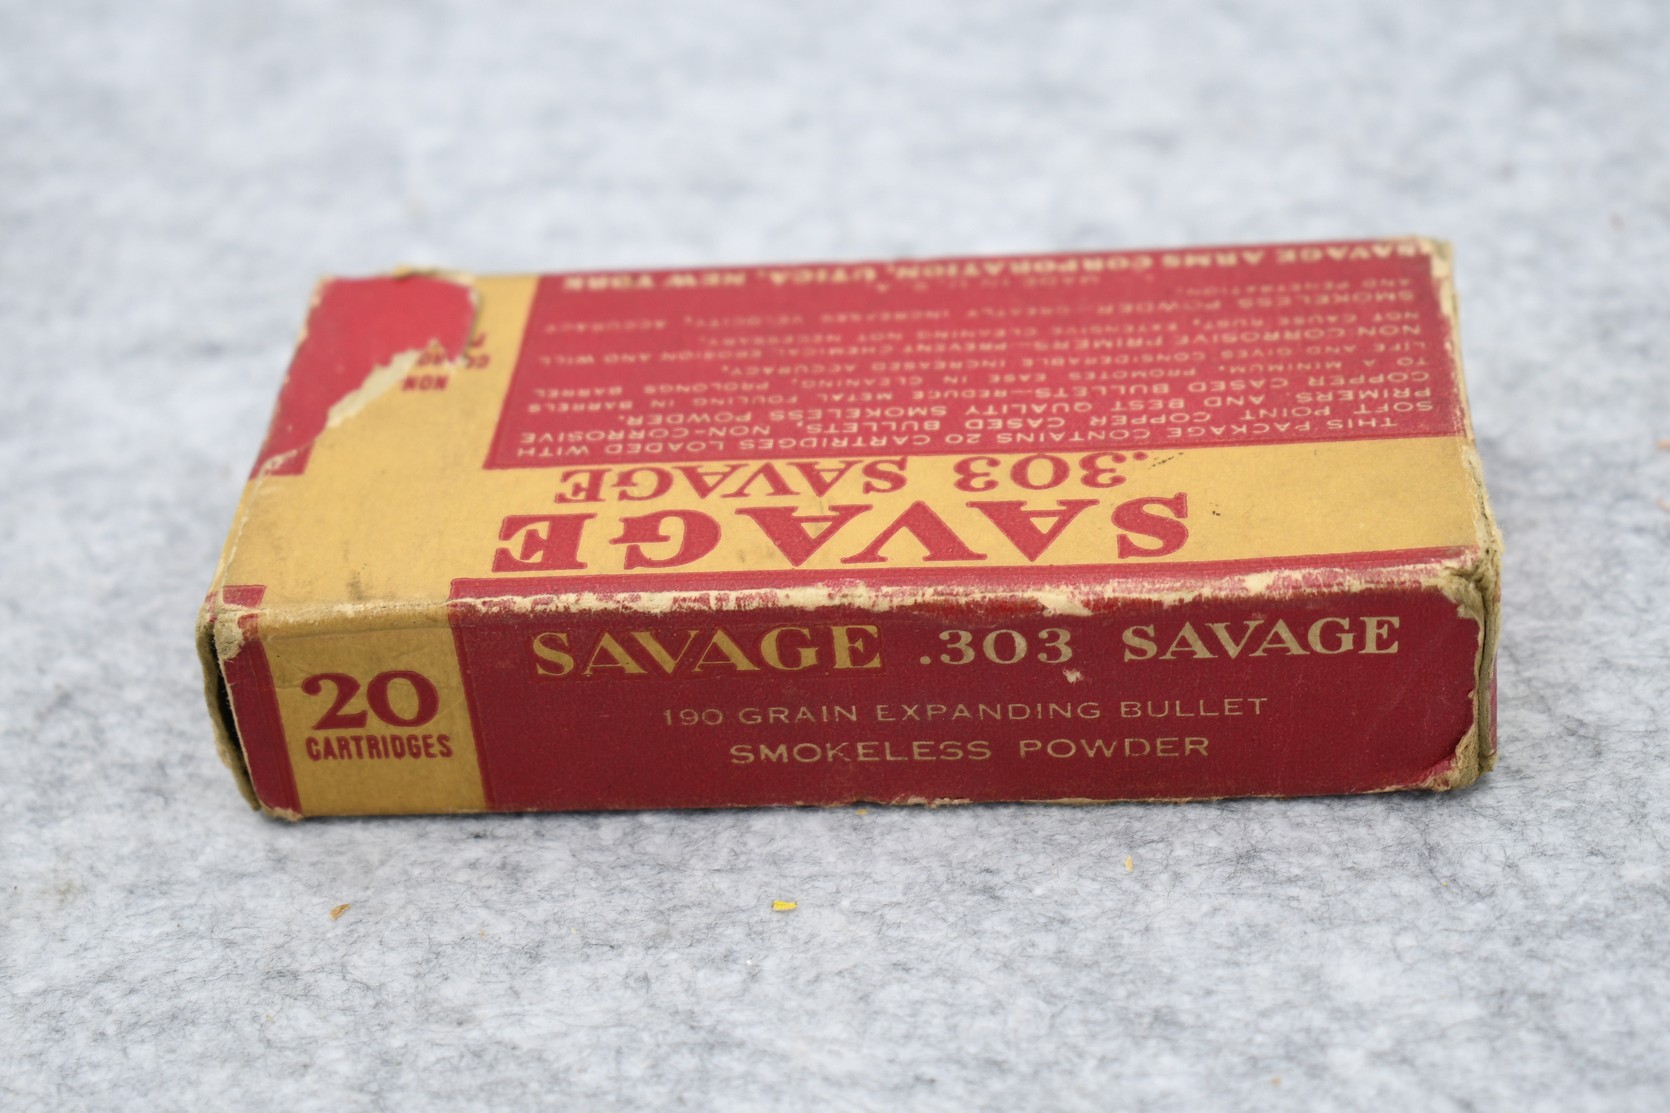 SAVAGE
.303 SAVAGE
THIS PACKAGE CONTAINS 20 CARTRIDGES LOADED WITH
SOFT POINT COPPER CASED BULLETS, NON-CORROSIVE
PRIMERS, AND BEST QUALITY SMOKELESS POWDER.
COPPER CASED BULLETS—REDUCE METAL FOULING IN BARRELS
TO A MINIMUM, PROMOTES EASE IN CLEANING, PROLONGS BARREL
LIFE AND GIVES CONSIDERABLE INCREASED ACCURACY.
NON-CORROSIVE PRIMERS—PREVENT CHEMICAL EROSION AND WILL
NOT CAUSE RUST, EXTENSIVE CLEANING NOT NECESSARY.
SMOKELESS POWDER GREATLY INCREASES VELOCITY, ACCURACY
AND PENETRATION.
MADE IN U. S. A.
SAVAGE ARMS CORPORATION, UTICA, NEW YORK
NON
20
CARTRIDGES
SAVAGE .303 SAVAGE
190 GRAIN EXPANDING BULLET
SMOKELESS POWDER